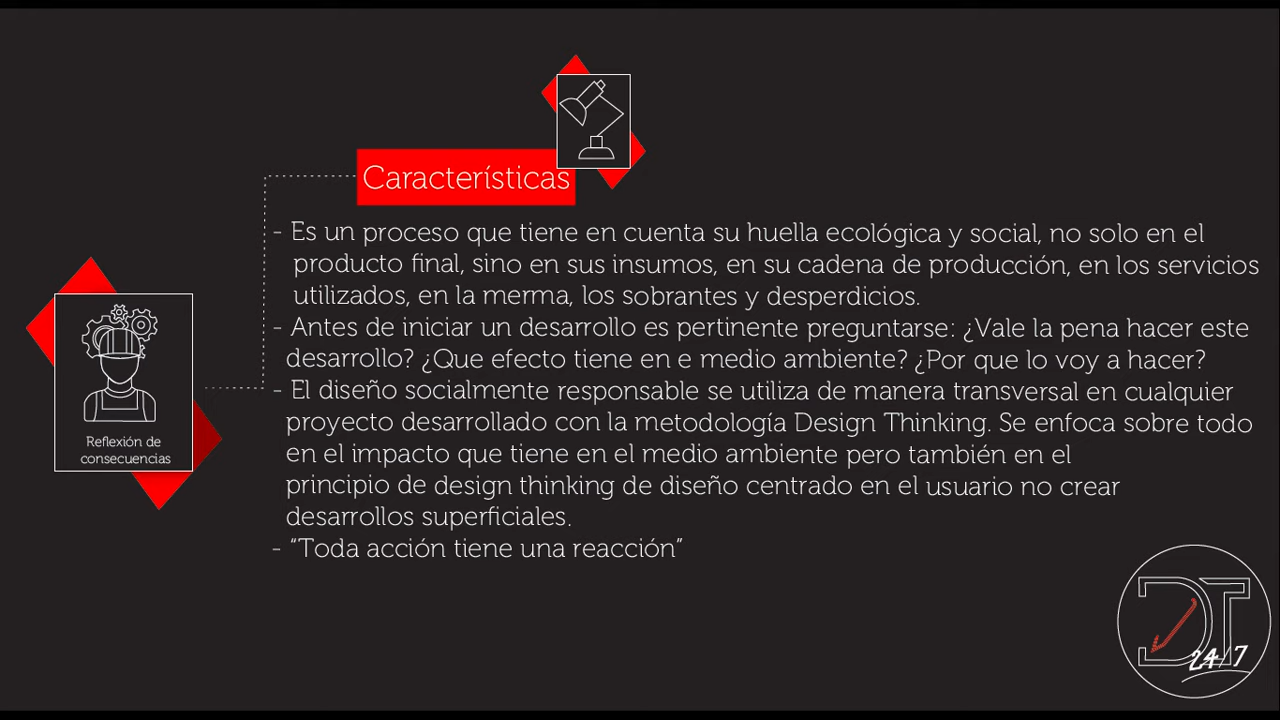 Características
- Es un proceso que tiene en cuenta su huella ecológica y social, no solo en el
producto final, sino en sus insumos, en su cadena de producción, en los servicios
utilizados, en la merma, los sobrantes y desperdicios.
- Antes de iniciar un desarrollo es pertinente preguntarse: ¿Vale la pena hacer este
desarrollo? ¿Que efecto tiene en e medio ambiente? ¿Por que lo voy a hacer?
- El diseño socialmente responsable se utiliza de manera transversal en cualquier
proyecto desarrollado con la metodología Design Thinking. Se enfoca sobre todo
en el impacto que tiene en el medio ambiente pero también en el
principio de design thinking de diseño centrado en el usuario no crear
desarrollos superficiales.
- “Toda acción tiene una reacción”
Reflexión de
consecuencias
DT
24/7